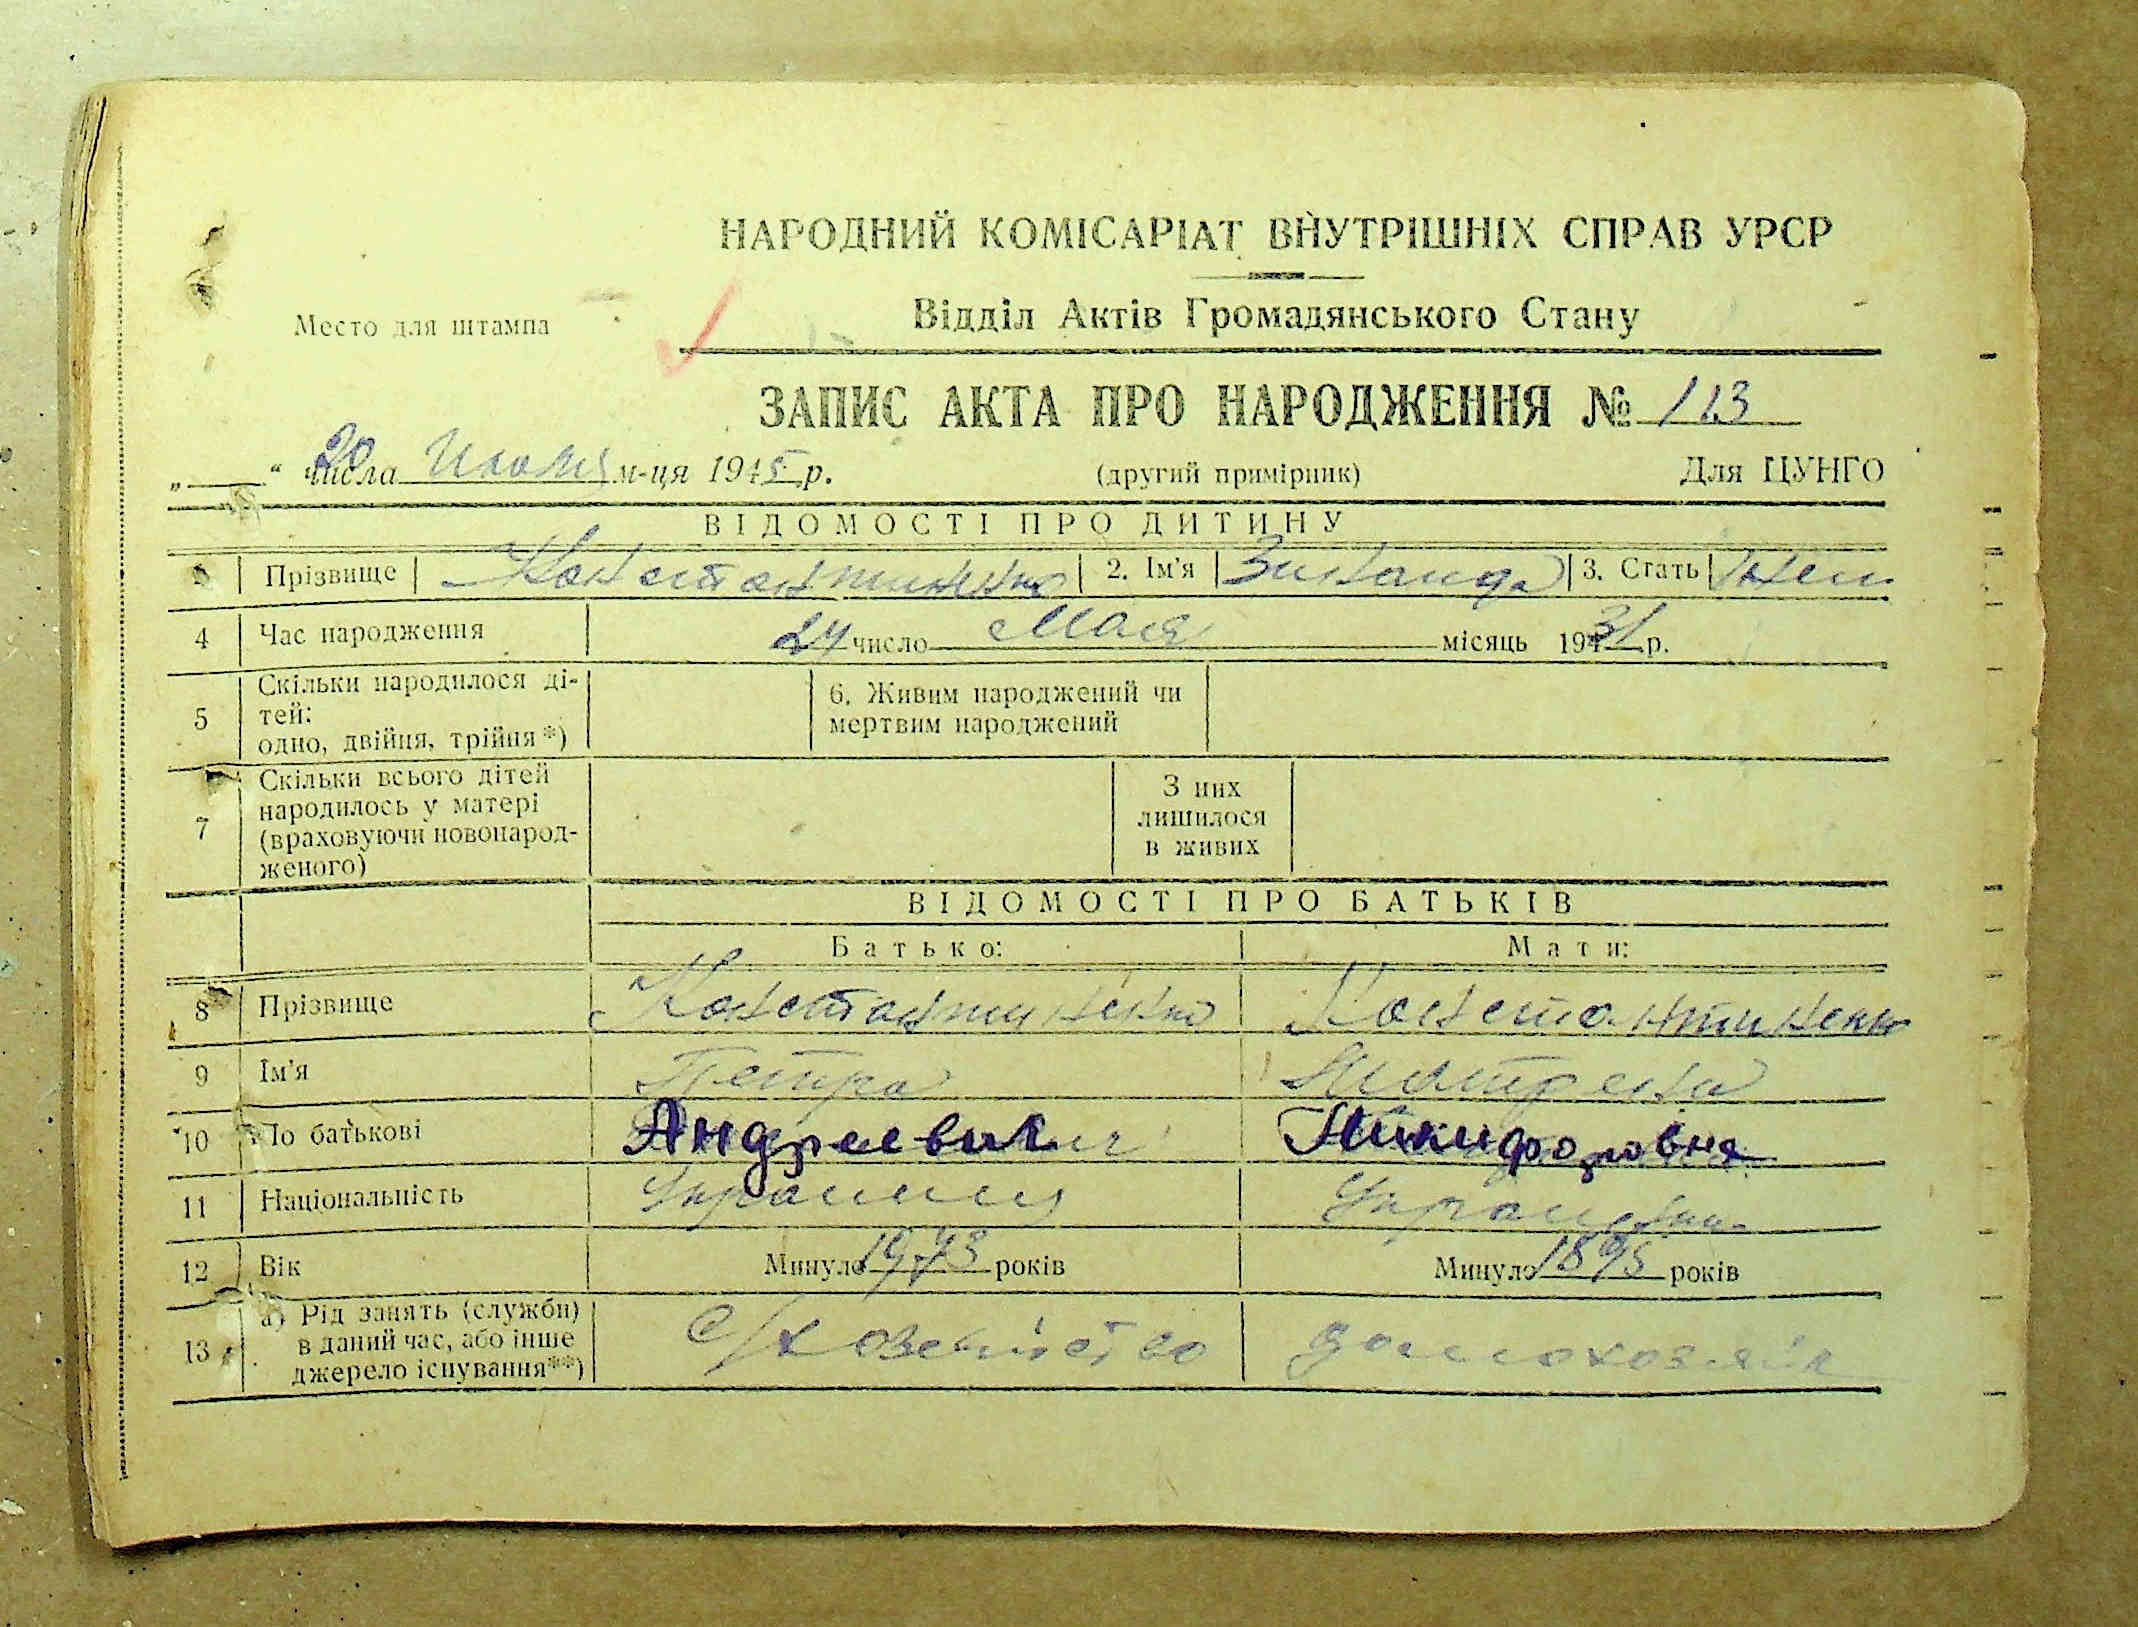 НАРОДНИЙ КОМІСАРІАТ ВНУТРІШНІХ СПРАВ УРСР
Відділ Актів Громадянського Стану
Место для штампа
ЗАПИС АКТА ПРО НАРОДЖЕННЯ № 113
„ “ 20 числа Июня м-ця 1945 р. (другий примірник) Для ЦУНГО
ВІДОМОСТІ ПРО ДИТИНУ
Прізвище Константиненко 2. Ім'я Зинаида 3. Стать жен
4 Час народження 24 число Мая місяць 1931 р.
5 Скільки народилося дітей: одно, двійня, трійня*) 6. Живим народжений чи мертвим народжений
7 Скільки всього дітей народилось у матері (враховуючи новонародженого) З них лишилося в живих
ВІДОМОСТІ ПРО БАТЬКІВ
Батько: Мати:
8 Прізвище Константиненко Константиненко
9 Ім'я Петро
10 По батькові Андреевич Никифоровна
11 Національність Украинец
12 Вік Минуло років Минуло 1895 років
13 а) Рід занять (служби) в даний час, або інше джерело існування**) домохозяйка